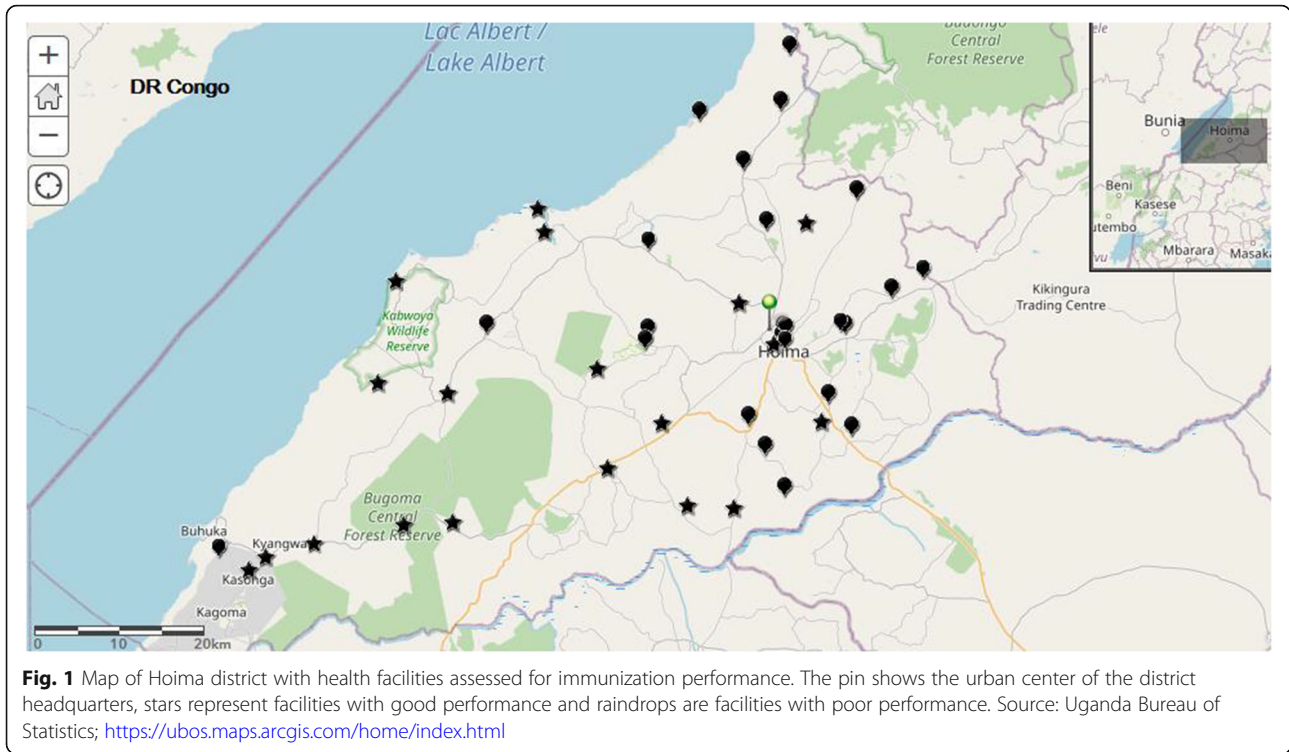 Lac Albert /
Lake Albert
DR Congo
Central
Forest Reserve
Bunia
Hoima
Beni
Kasese
utembo
Mbarara
Masaka
Kikingura
Trading Centre
Kabwoya
Wildlife
Reserve
Hoima
Bugoma
Central
Forest Reserve
Buhuka
Kyangwa
Kasonga
Kagoma
0 10 20km
Fig. 1 Map of Hoima district with health facilities assessed for immunization performance. The pin shows the urban center of the district
headquarters, stars represent facilities with good performance and raindrops are facilities with poor performance. Source: Uganda Bureau of
Statistics; https://ubos.maps.arcgis.com/home/index.html